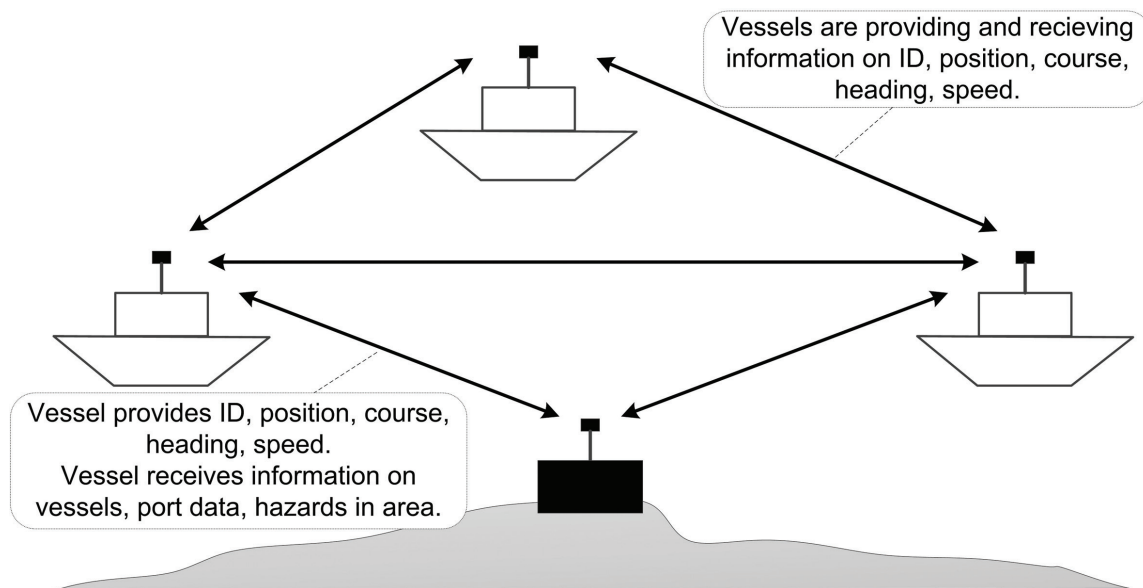 Vessels are providing and recieving
information on ID, position, course,
heading, speed.
Vessel provides ID, position, course,
heading, speed.
Vessel receives information on
vessels, port data, hazards in area.